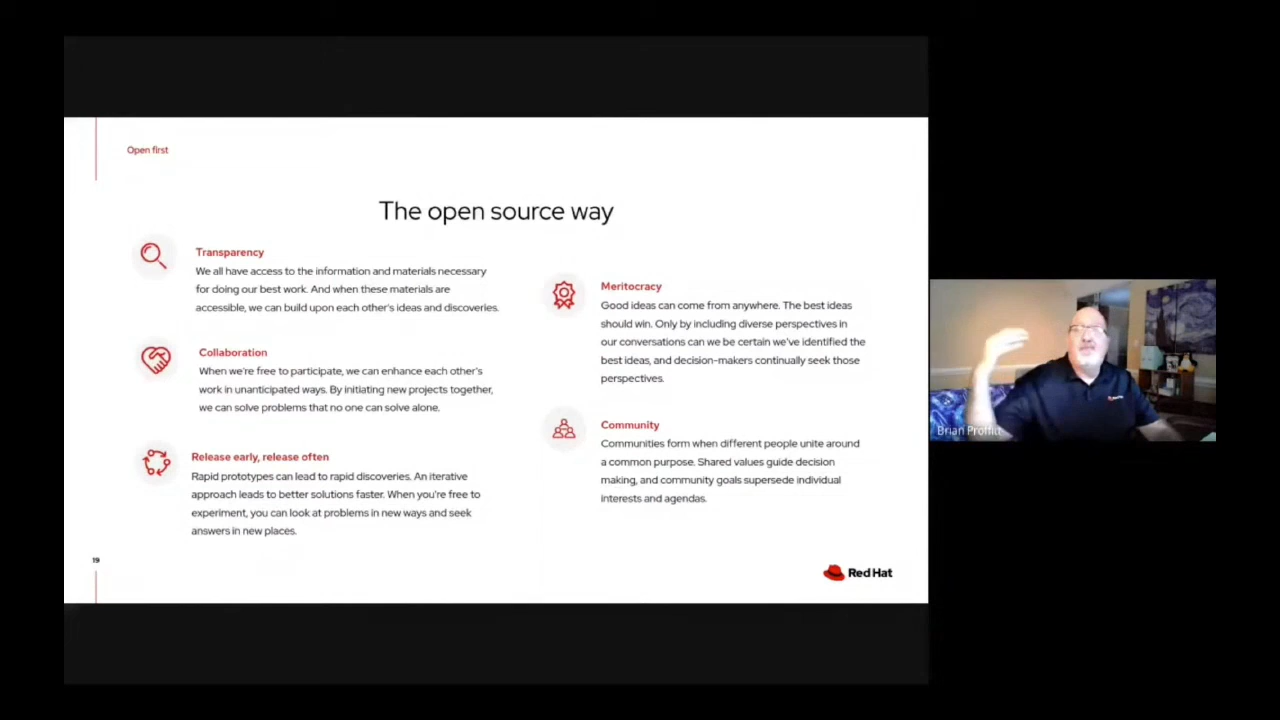 Open first
The open source way
Transparency
We all have access to the information and materials necessary
for doing our best work. And when these materials are
accessible, we can build upon each other's ideas and discoveries.
Collaboration
When we're free to participate, we can enhance each other's
work in unanticipated ways. By initiating new projects together,
we can solve problems that no one can solve alone.
Release early, release often
Rapid prototypes can lead to rapid discoveries. An iterative
approach leads to better solutions faster. When you're free to
experiment, you can look at problems in new ways and seek
answers in new places.
Meritocracy
Good ideas can come from anywhere. The best ideas
should win. Only by including diverse perspectives in
our conversations can we be certain we've identified the
best ideas, and decision-makers continually seek those
perspectives.
Community
Communities form when different people unite around
a common purpose. Shared values guide decision
making, and community goals supersede individual
interests and agendas.
19
Red Hat
Brian Proffitt